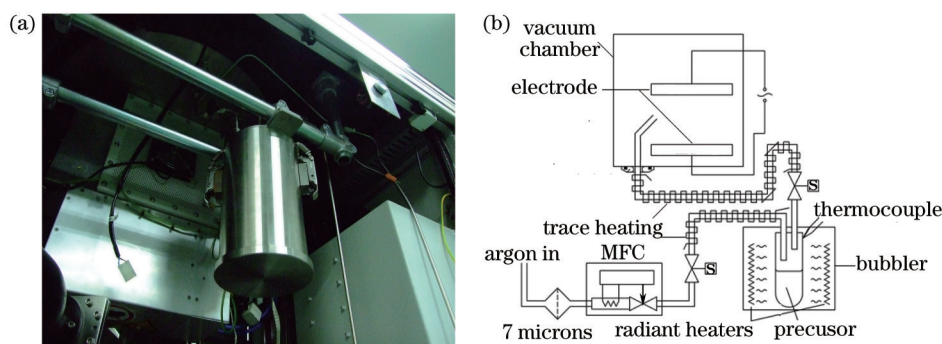 (a)
(b)
vacuum
chamber
electrode
S
trace heating
thermocouple
argon in
MFC
S
bubbler
7 microns
radiant heaters
precusor